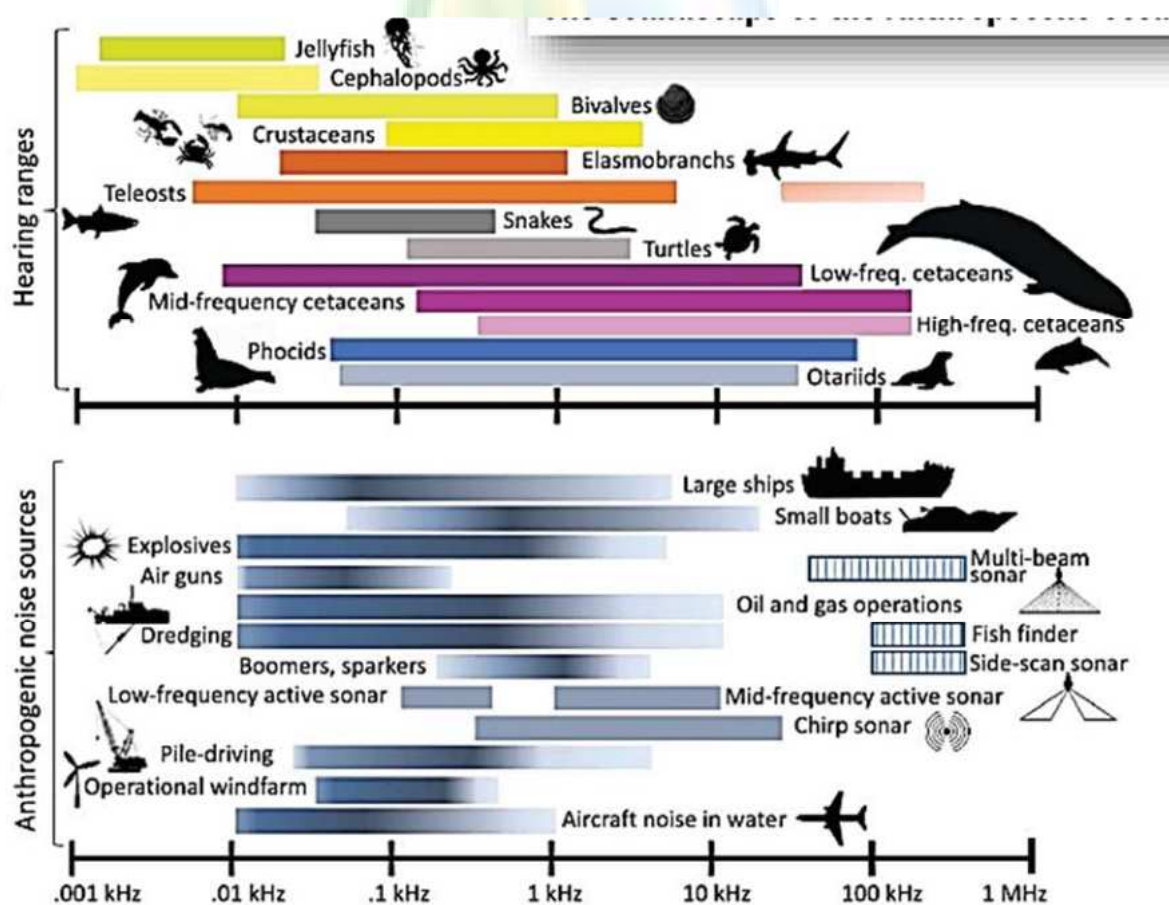 Jellyfish
Cephalopods
Bivalves
Crustaceans
Elasmobranchs
Teleosts
Snakes
Turtles
Low-freq. cetaceans
Mid-frequency cetaceans
High-freq. cetaceans
Phocids
Otariids
Hearing ranges
Large ships
Small boats
Explosives
Multi-beam
sonar
Air guns
Oil and gas operations
Dredging
Fish finder
Boomers, sparkers
Side-scan sonar
Low-frequency active sonar
Mid-frequency active sonar
Chirp sonar
Pile-driving
Operational windfarm
Aircraft noise in water
Anthropogenic noise sources
.001 kHz .01 kHz .1 kHz 1 kHz 10 kHz 100 kHz 1 MHz